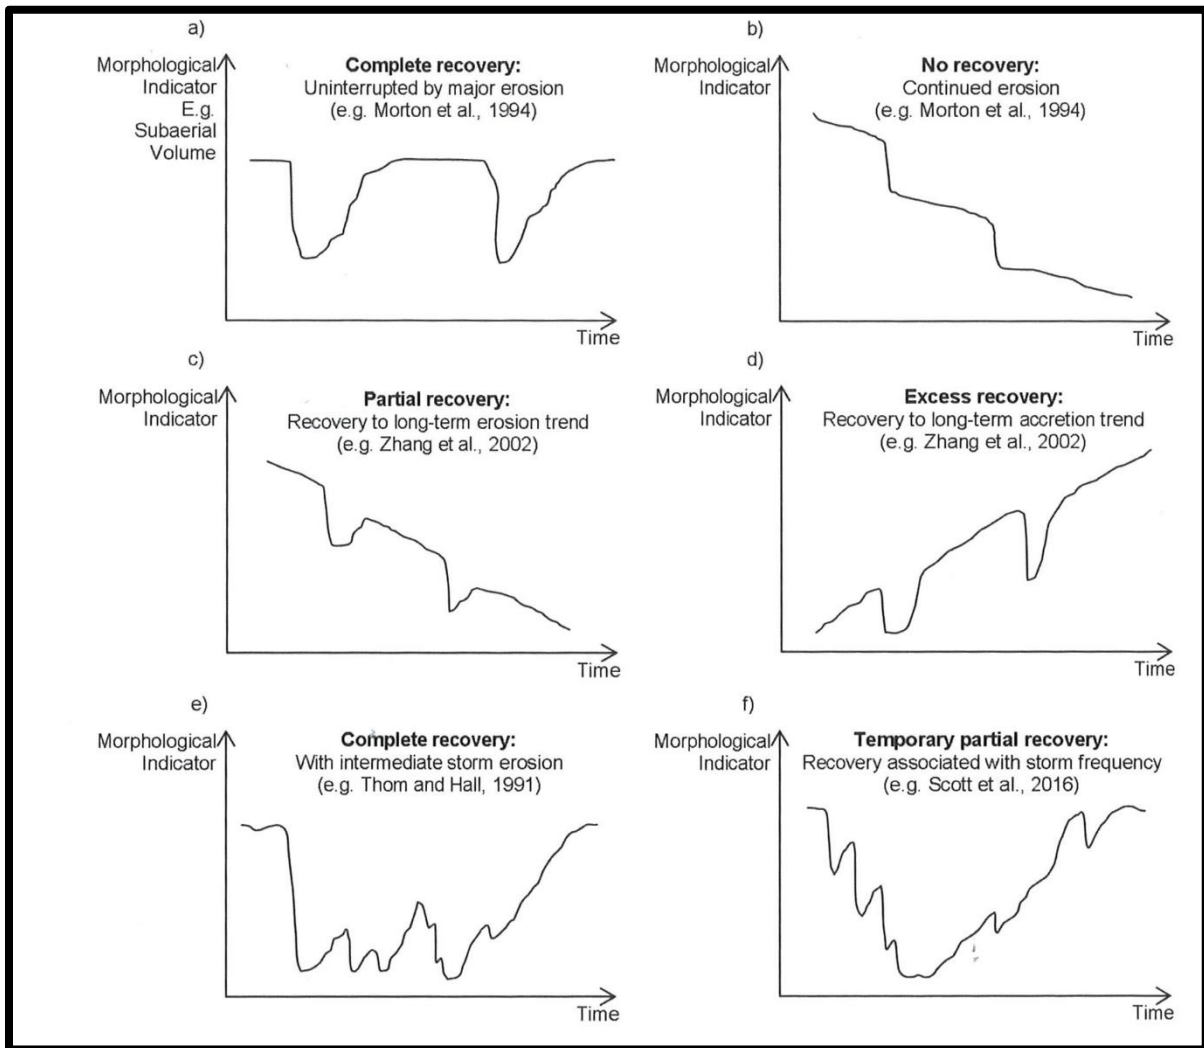 a)
Morphological
Indicator
E.g.
Subaerial
Volume
Complete recovery:
Uninterrupted by major erosion
(e.g. Morton et al., 1994)
Time
b)
Morphological
Indicator
No recovery:
Continued erosion
(e.g. Morton et al., 1994)
Time
c)
Morphological
Indicator
Partial recovery:
Recovery to long-term erosion trend
(e.g. Zhang et al., 2002)
Time
d)
Morphological
Indicator
Excess recovery:
Recovery to long-term accretion trend
(e.g. Zhang et al., 2002)
Time
e)
Morphological
Indicator
Complete recovery:
With intermediate storm erosion
(e.g. Thom and Hall, 1991)
Time
f)
Morphological
Indicator
Temporary partial recovery:
Recovery associated with storm frequency
(e.g. Scott et al., 2016)
Time